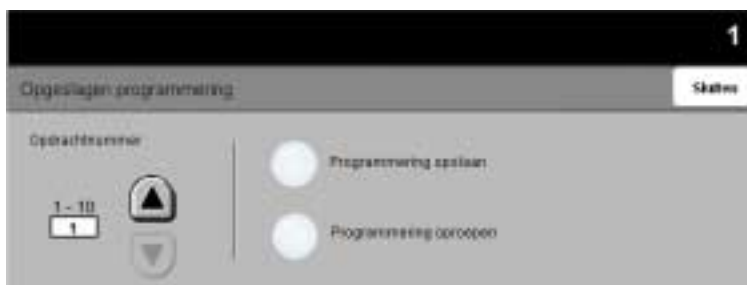 1
Opgeslagen programmering
Sluiten
Opdrachtnummer
Programmering opslaan
1 - 10
1
Programmering oproepen